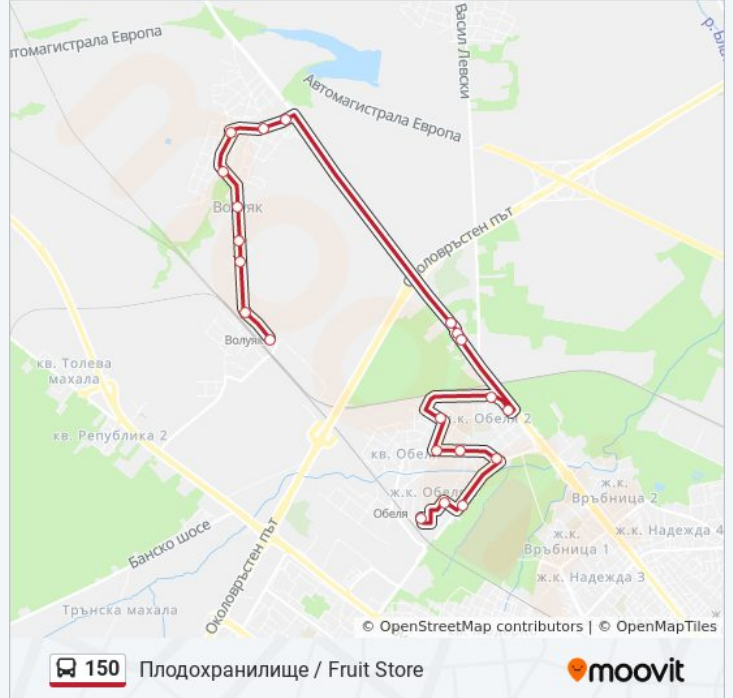 томагистрала Европа
Автомагистрала Европа
Васил Левски
Околовръстен път
Волуяк
Волуяк
кв. Толева
махала
кв. Република 2
ж.к. Обеля 2
кв. Обеля
ж.к. Обеля
Обеля
ж.к.
Връбница 2
ж.к.
Връбница 1
ж.к. Надежда 4
ж.к. Надежда 3
Банско шосе
Околовръстен път
Трънска махала
© OpenStreetMap contributors | © OpenMapTiles
150 Плодохранилище / Fruit Store
moovit